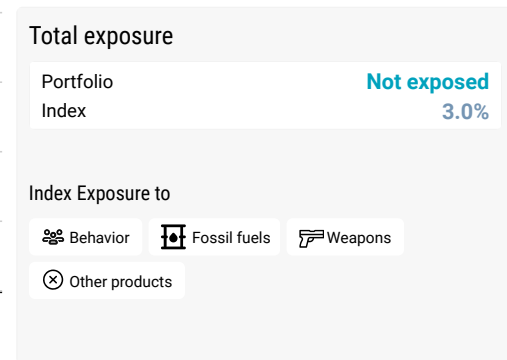 Total exposure
Portfolio Not exposed
Index 3.0%
Index Exposure to
Behavior Fossil fuels Weapons
Other products